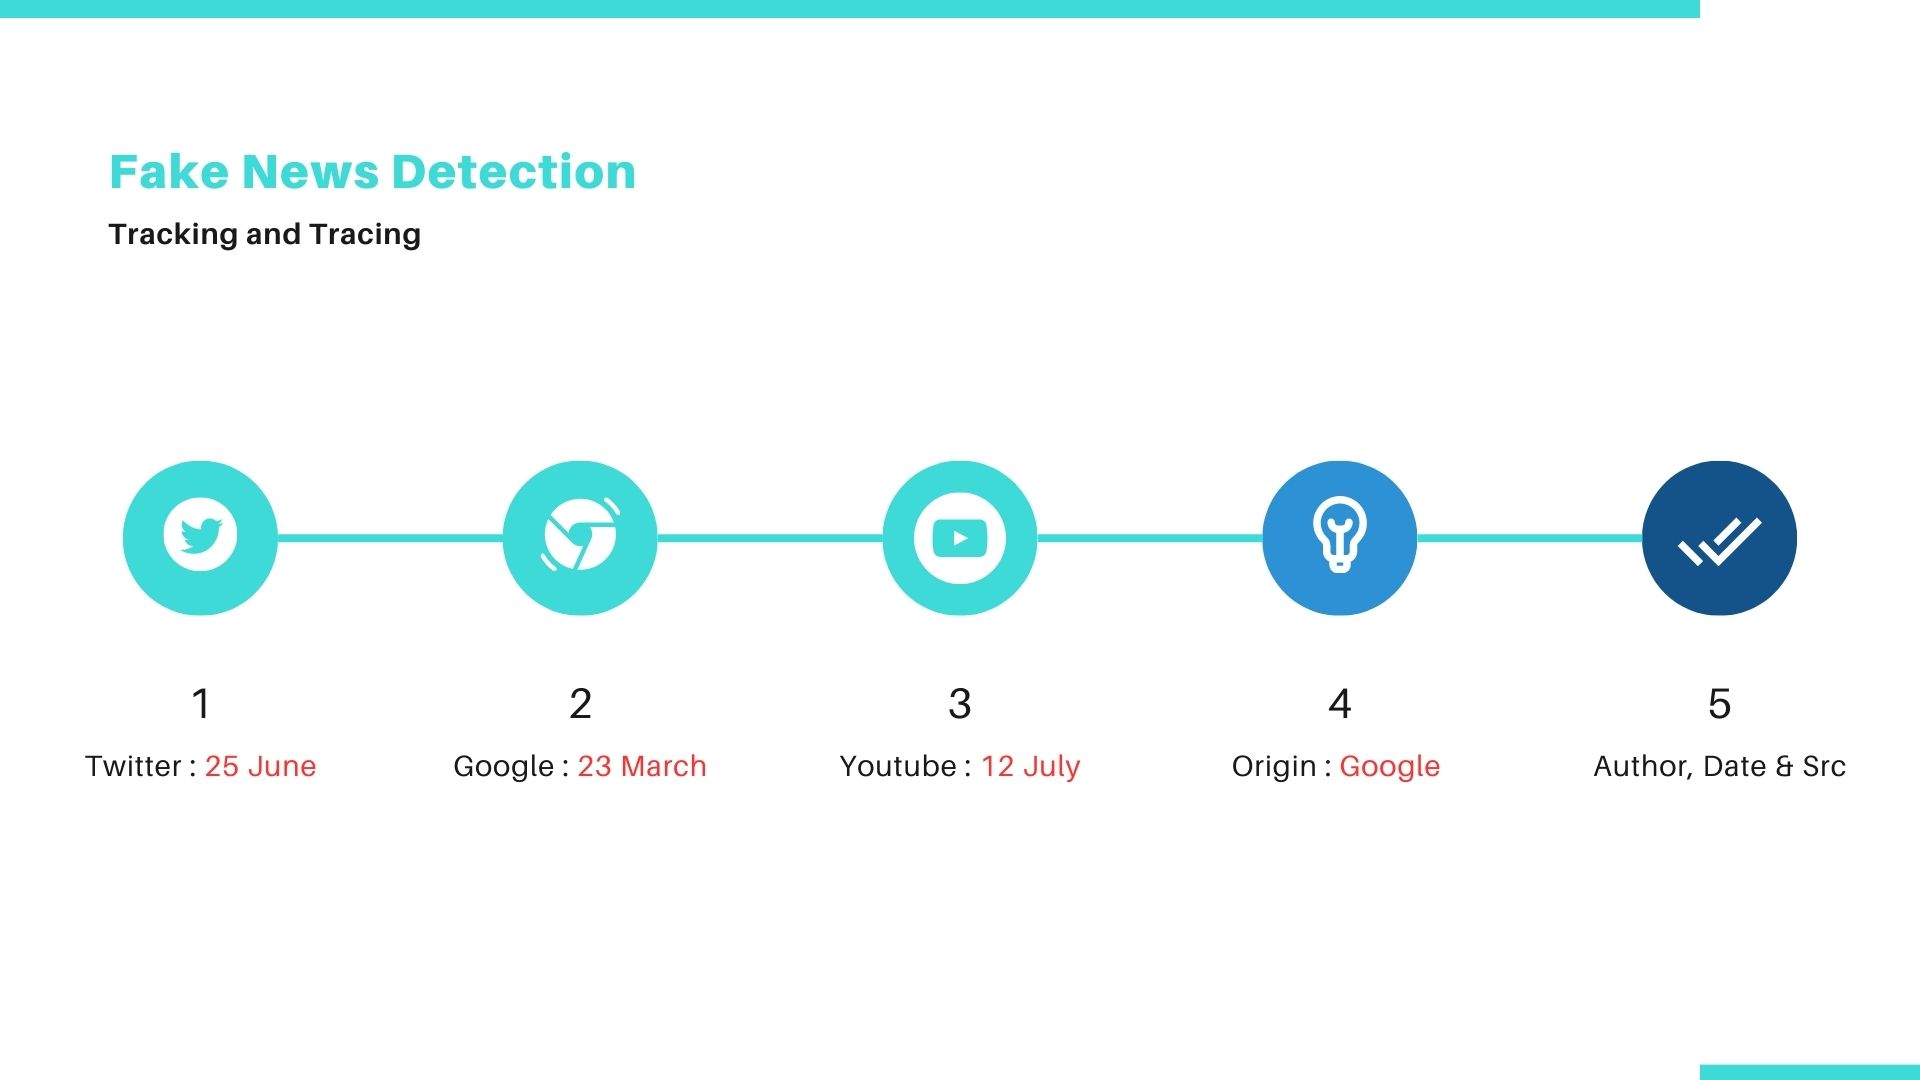 Fake News Detection
Tracking and Tracing
1
2
3
4
5
Twitter : 25 June
Google : 23 March
Youtube : 12 July
Origin : Google
Author, Date & Src